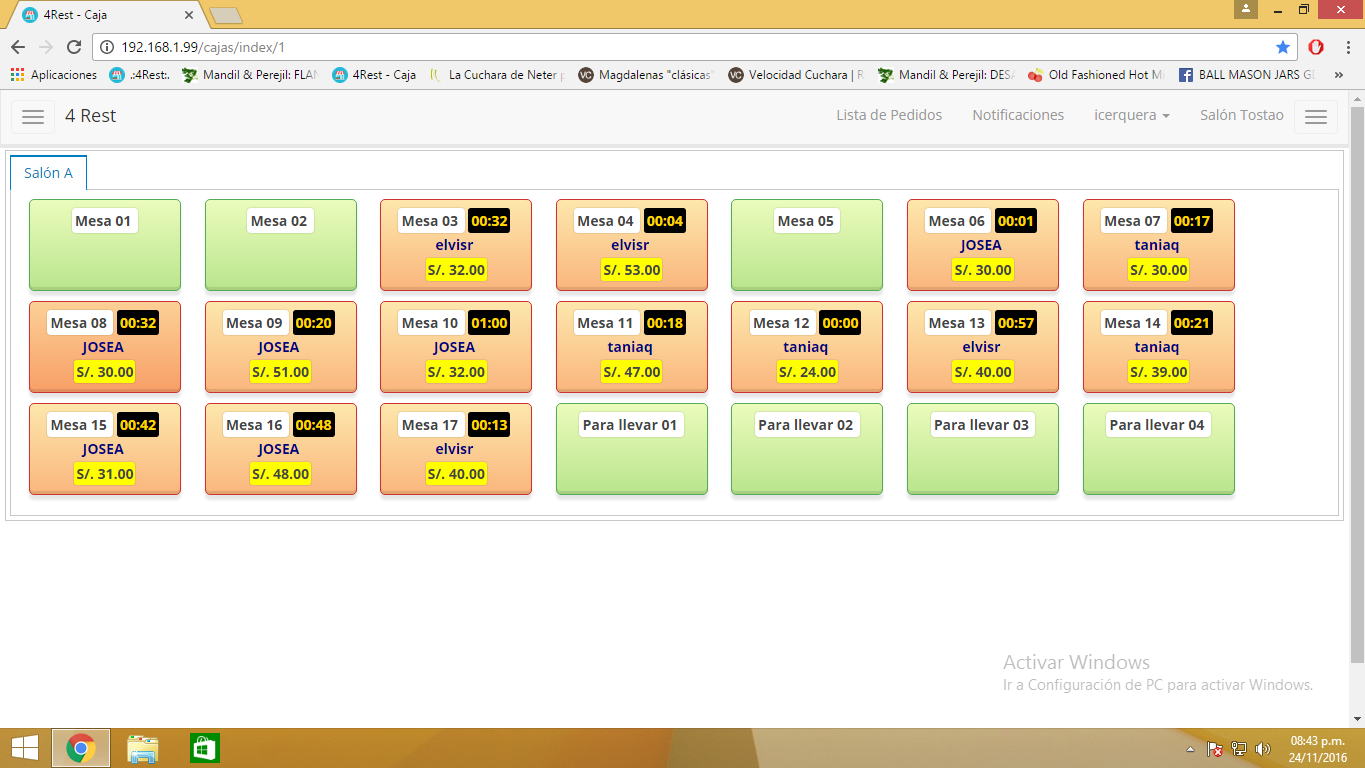 4Rest - Caja
192.168.1.99/cajas/index/1
Aplicaciones .:4Rest:. Mandil & Perejil: FLAN 4Rest - Caja La Cuchara de Neter Magdalenas "clásicas" Velocidad Cuchara | R Mandil & Perejil: DESA Old Fashioned Hot Mi BALL MASON JARS GL »
4 Rest Lista de Pedidos Notificaciones icerquera Salón Tostao
Salón A
Mesa 01 Mesa 02 Mesa 03 00:32 Mesa 04 00:04 Mesa 05 Mesa 06 00:01 Mesa 07 00:17
elvisr elvisr JOSEA taniaq
S/. 32.00 S/. 53.00 S/. 30.00 S/. 30.00
Mesa 08 00:32 Mesa 09 00:20 Mesa 10 01:00 Mesa 11 00:18 Mesa 12 00:00 Mesa 13 00:57 Mesa 14 00:21
JOSEA JOSEA JOSEA taniaq taniaq elvisr taniaq
S/. 30.00 S/. 51.00 S/. 32.00 S/. 47.00 S/. 24.00 S/. 40.00 S/. 39.00
Mesa 15 00:42 Mesa 16 00:48 Mesa 17 00:13 Para llevar 01 Para llevar 02 Para llevar 03 Para llevar 04
JOSEA JOSEA elvisr
S/. 31.00 S/. 48.00 S/. 40.00
Activar Windows
Ir a Configuración de PC para activar Windows.
08:43 p.m.
24/11/2016